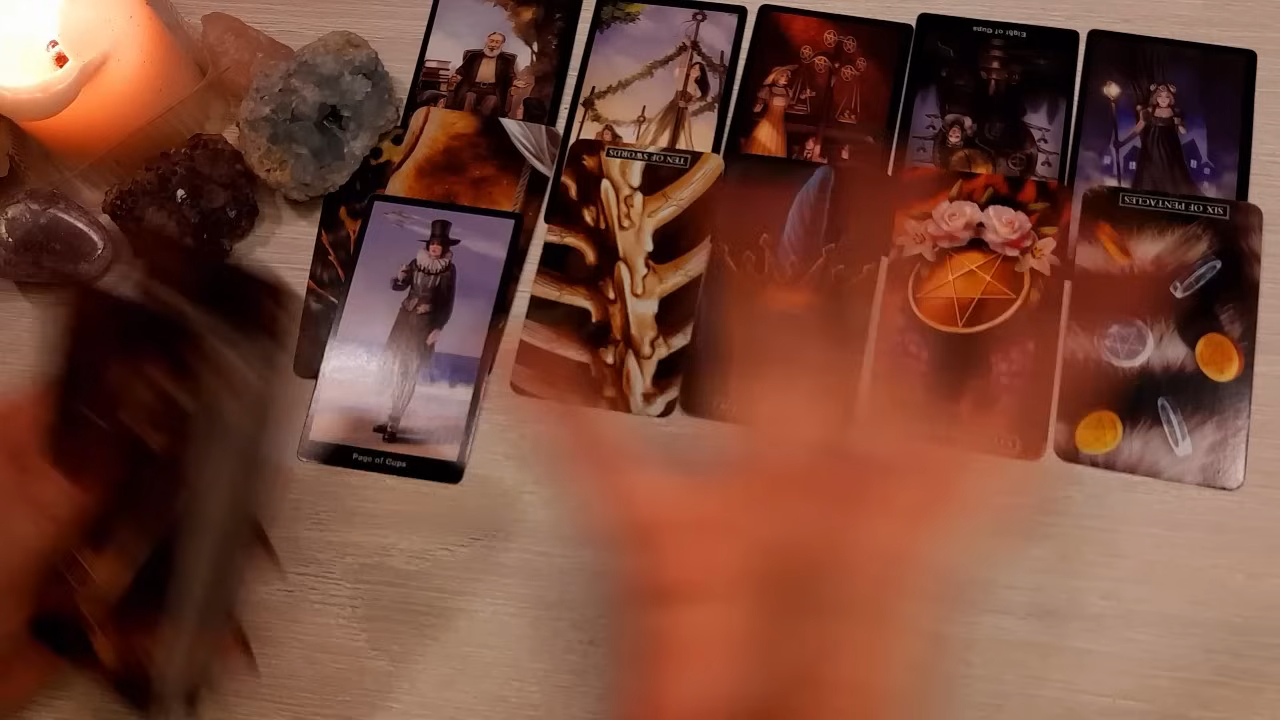 Eight of Cups
TEN OF SWORDS
SIX OF PENTACLES
Page of Cups